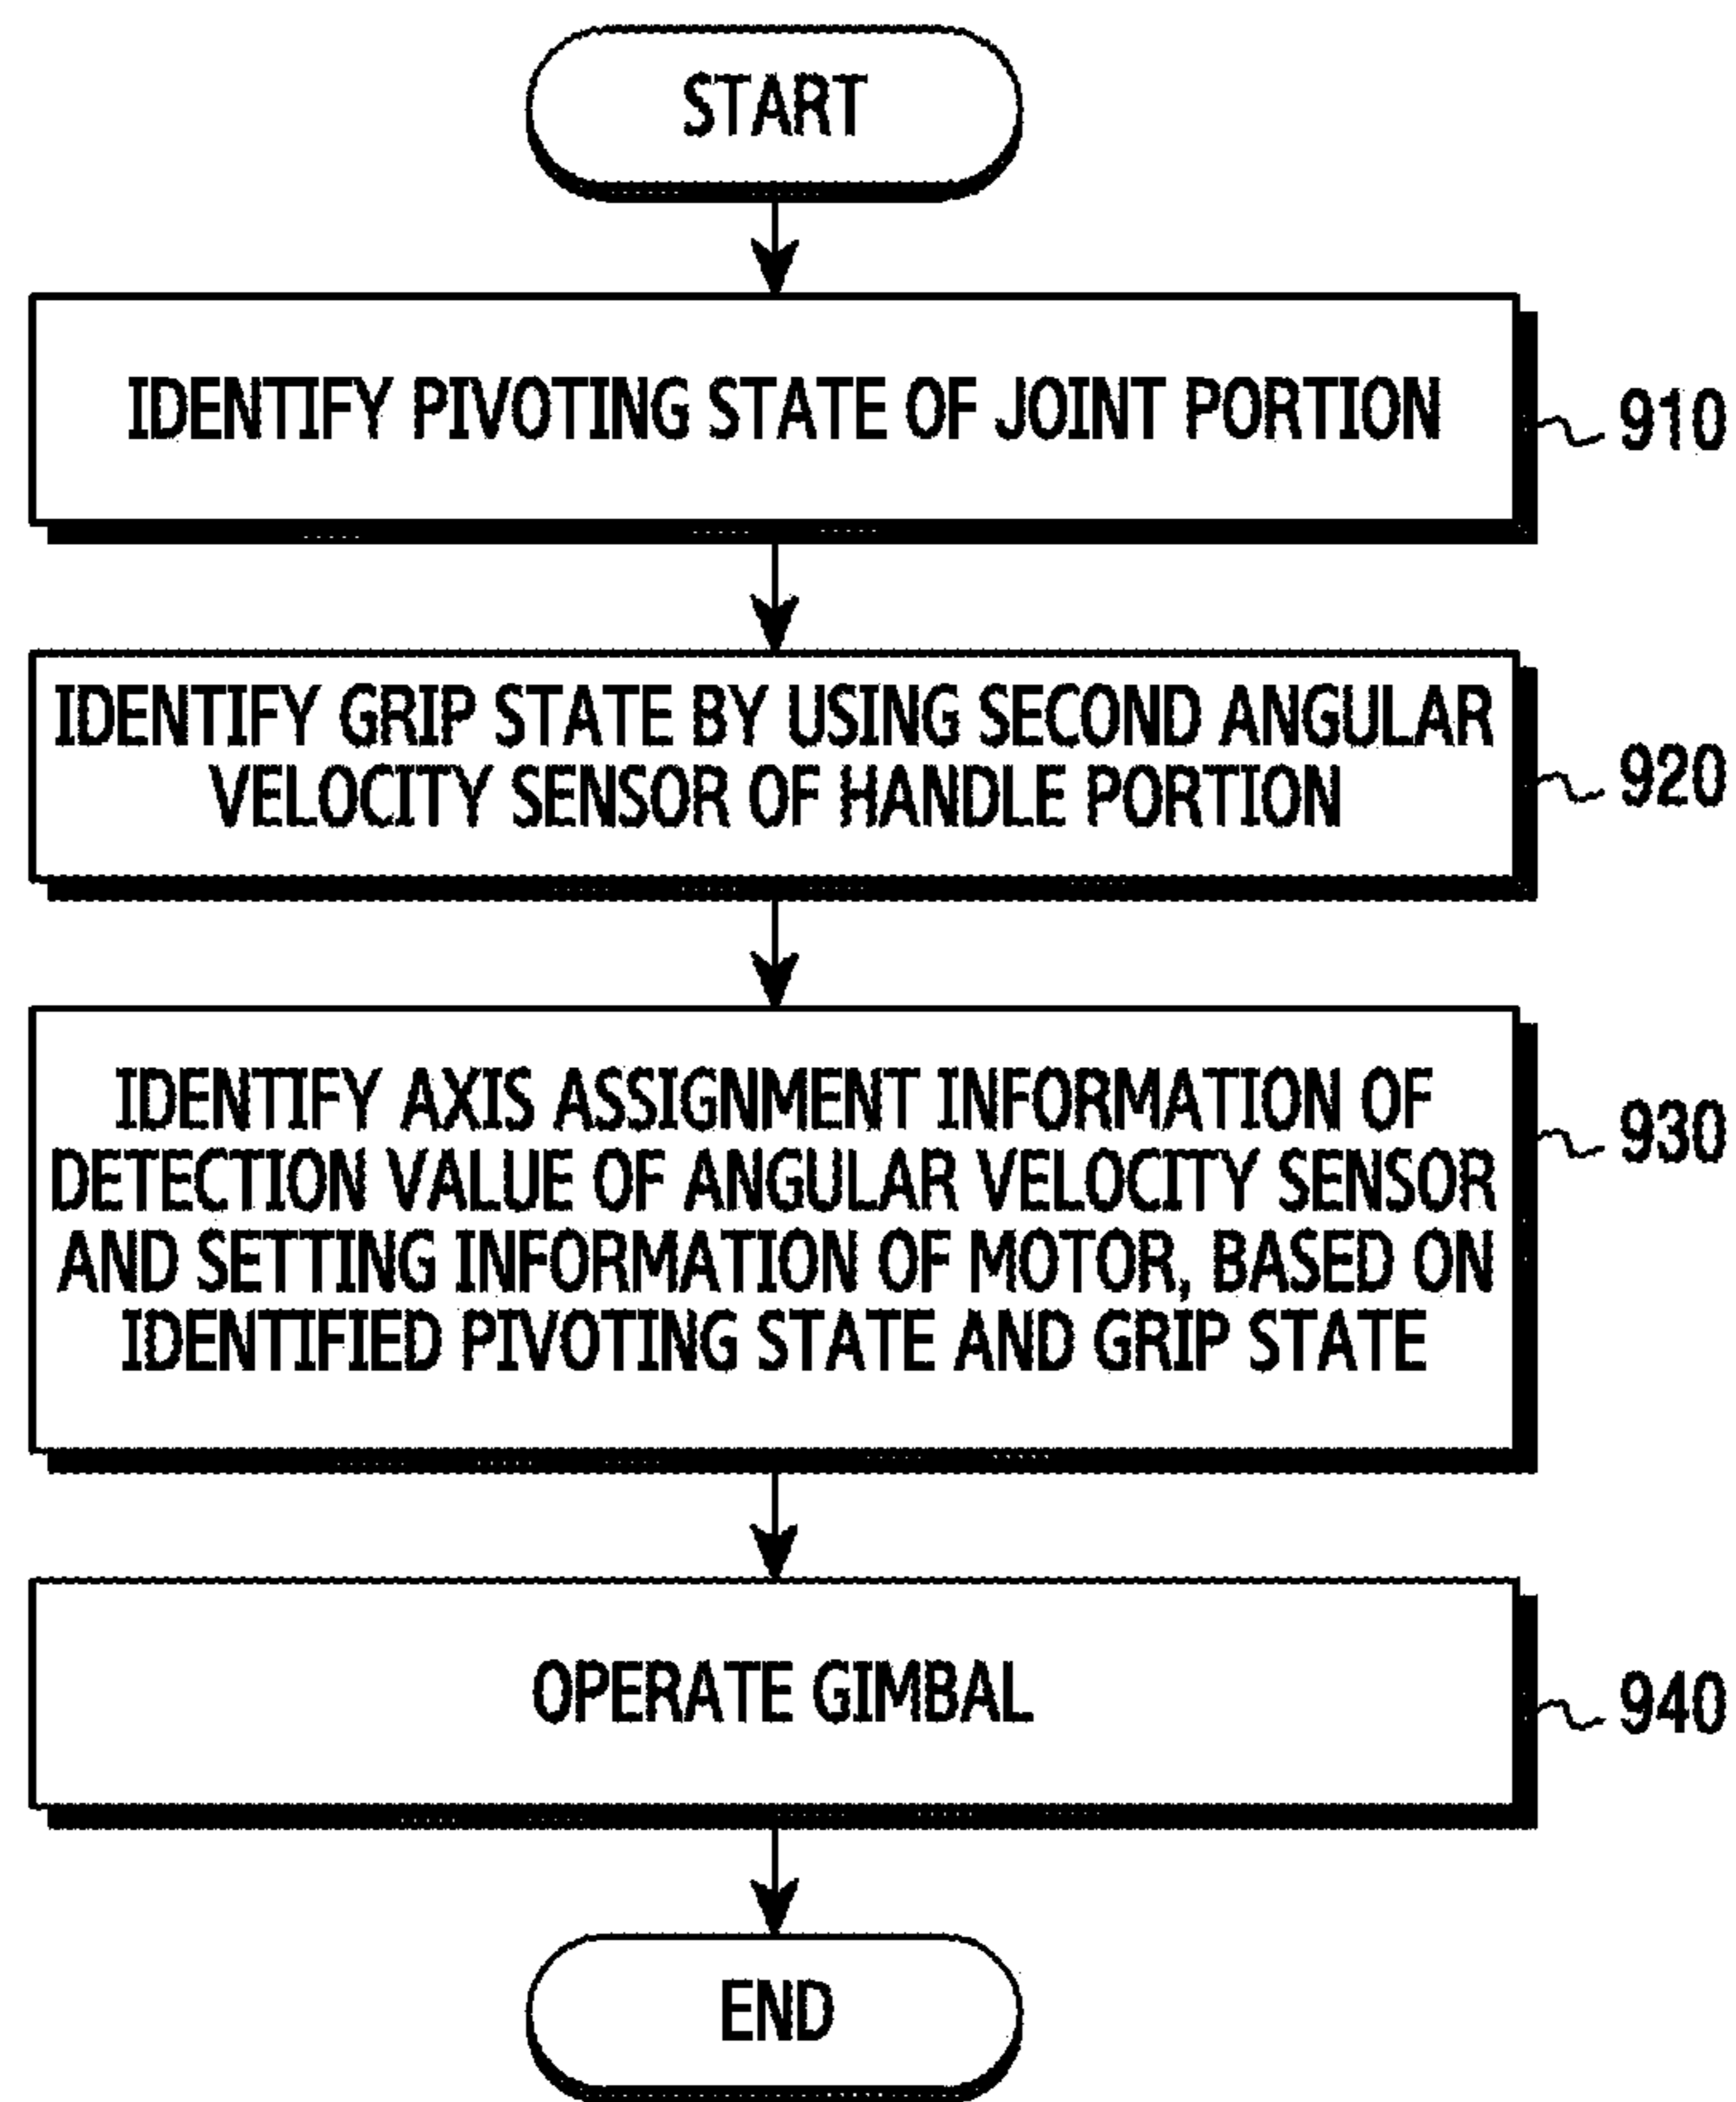 START
IDENTIFY PIVOTING STATE OF JOINT PORTION
910
IDENTIFY GRIP STATE BY USING SECOND ANGULAR
VELOCITY SENSOR OF HANDLE PORTION
920
IDENTIFY AXIS ASSIGNMENT INFORMATION OF
DETECTION VALUE OF ANGULAR VELOCITY SENSOR
AND SETTING INFORMATION OF MOTOR, BASED ON
IDENTIFIED PIVOTING STATE AND GRIP STATE
930
OPERATE GIMBAL
940
END